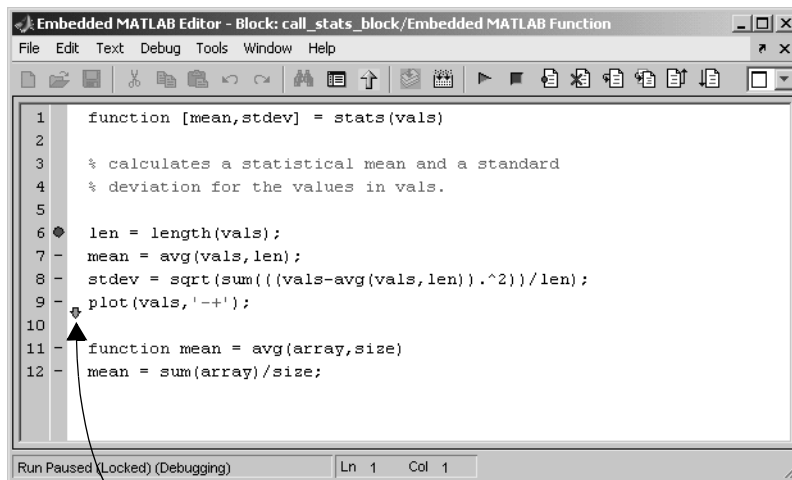 Embedded MATLAB Editor - Block: call_stats_block/Embedded MATLAB Function
File Edit Text Debug Tools Window Help
1 function [mean,stdev] = stats(vals)
2
3 % calculates a statistical mean and a standard
4 % deviation for the values in vals.
5
6 len = length(vals);
7 - mean = avg(vals,len);
8 - stdev = sqrt(sum(((vals-avg(vals,len)).^2))/len);
9 - plot(vals,'-+');
10
11 - function mean = avg(array,size)
12 - mean = sum(array)/size;
Run Paused (Locked) (Debugging) Ln 1 Col 1